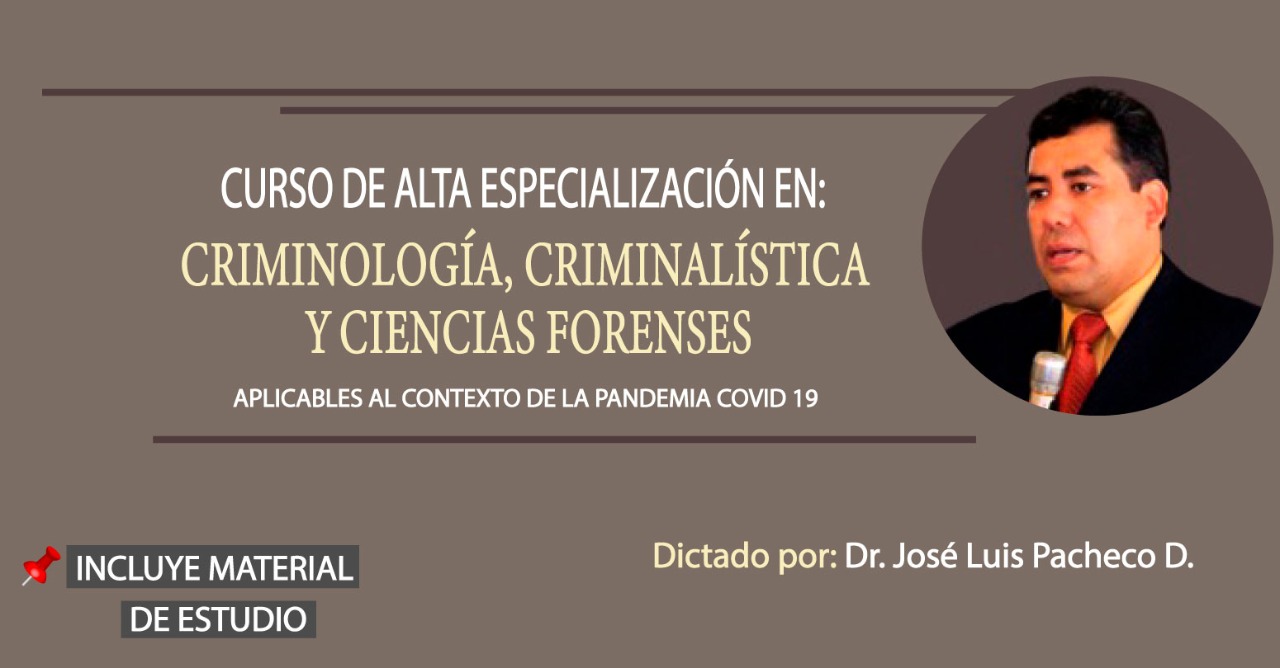 CURSO DE ALTA ESPECIALIZACIÓN EN:
CRIMINOLOGÍA, CRIMINALÍSTICA
Y CIENCIAS FORENSES
APLICABLES AL CONTEXTO DE LA PANDEMIA COVID 19
INCLUYE MATERIAL
DE ESTUDIO
Dictado por: Dr. José Luis Pacheco D.